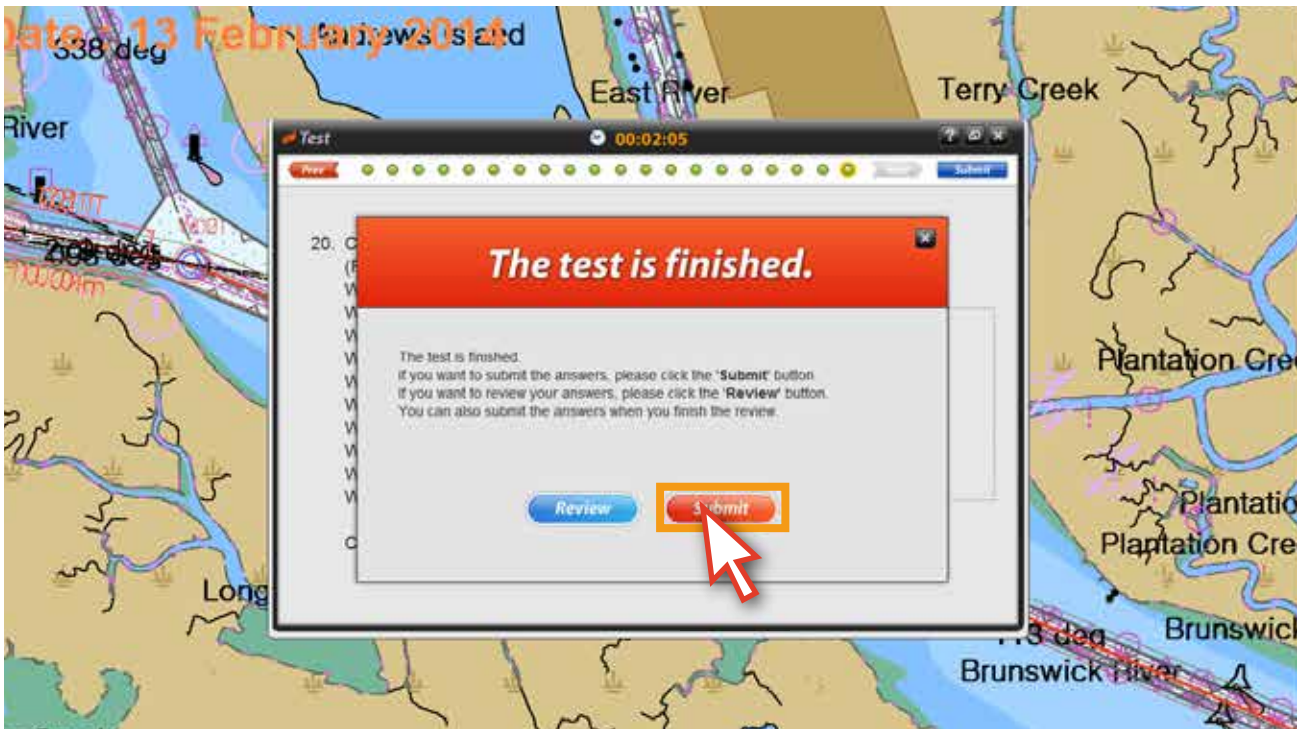 Date : 13 February 2014
338 deg
Andrews Island
East River
Terry Creek
River
Test
00:02:05
?
Prev
Submit
20. C
The test is finished.
The test is finished.
If you want to submit the answers, please click the 'Submit' button.
If you want to review your answers, please click the 'Review' button.
You can also submit the answers when you finish the review.
Review
Submit
Plantation Cre
Plantatio
Plantation Cre
Long
113 deg
Brunswick
Brunswick River